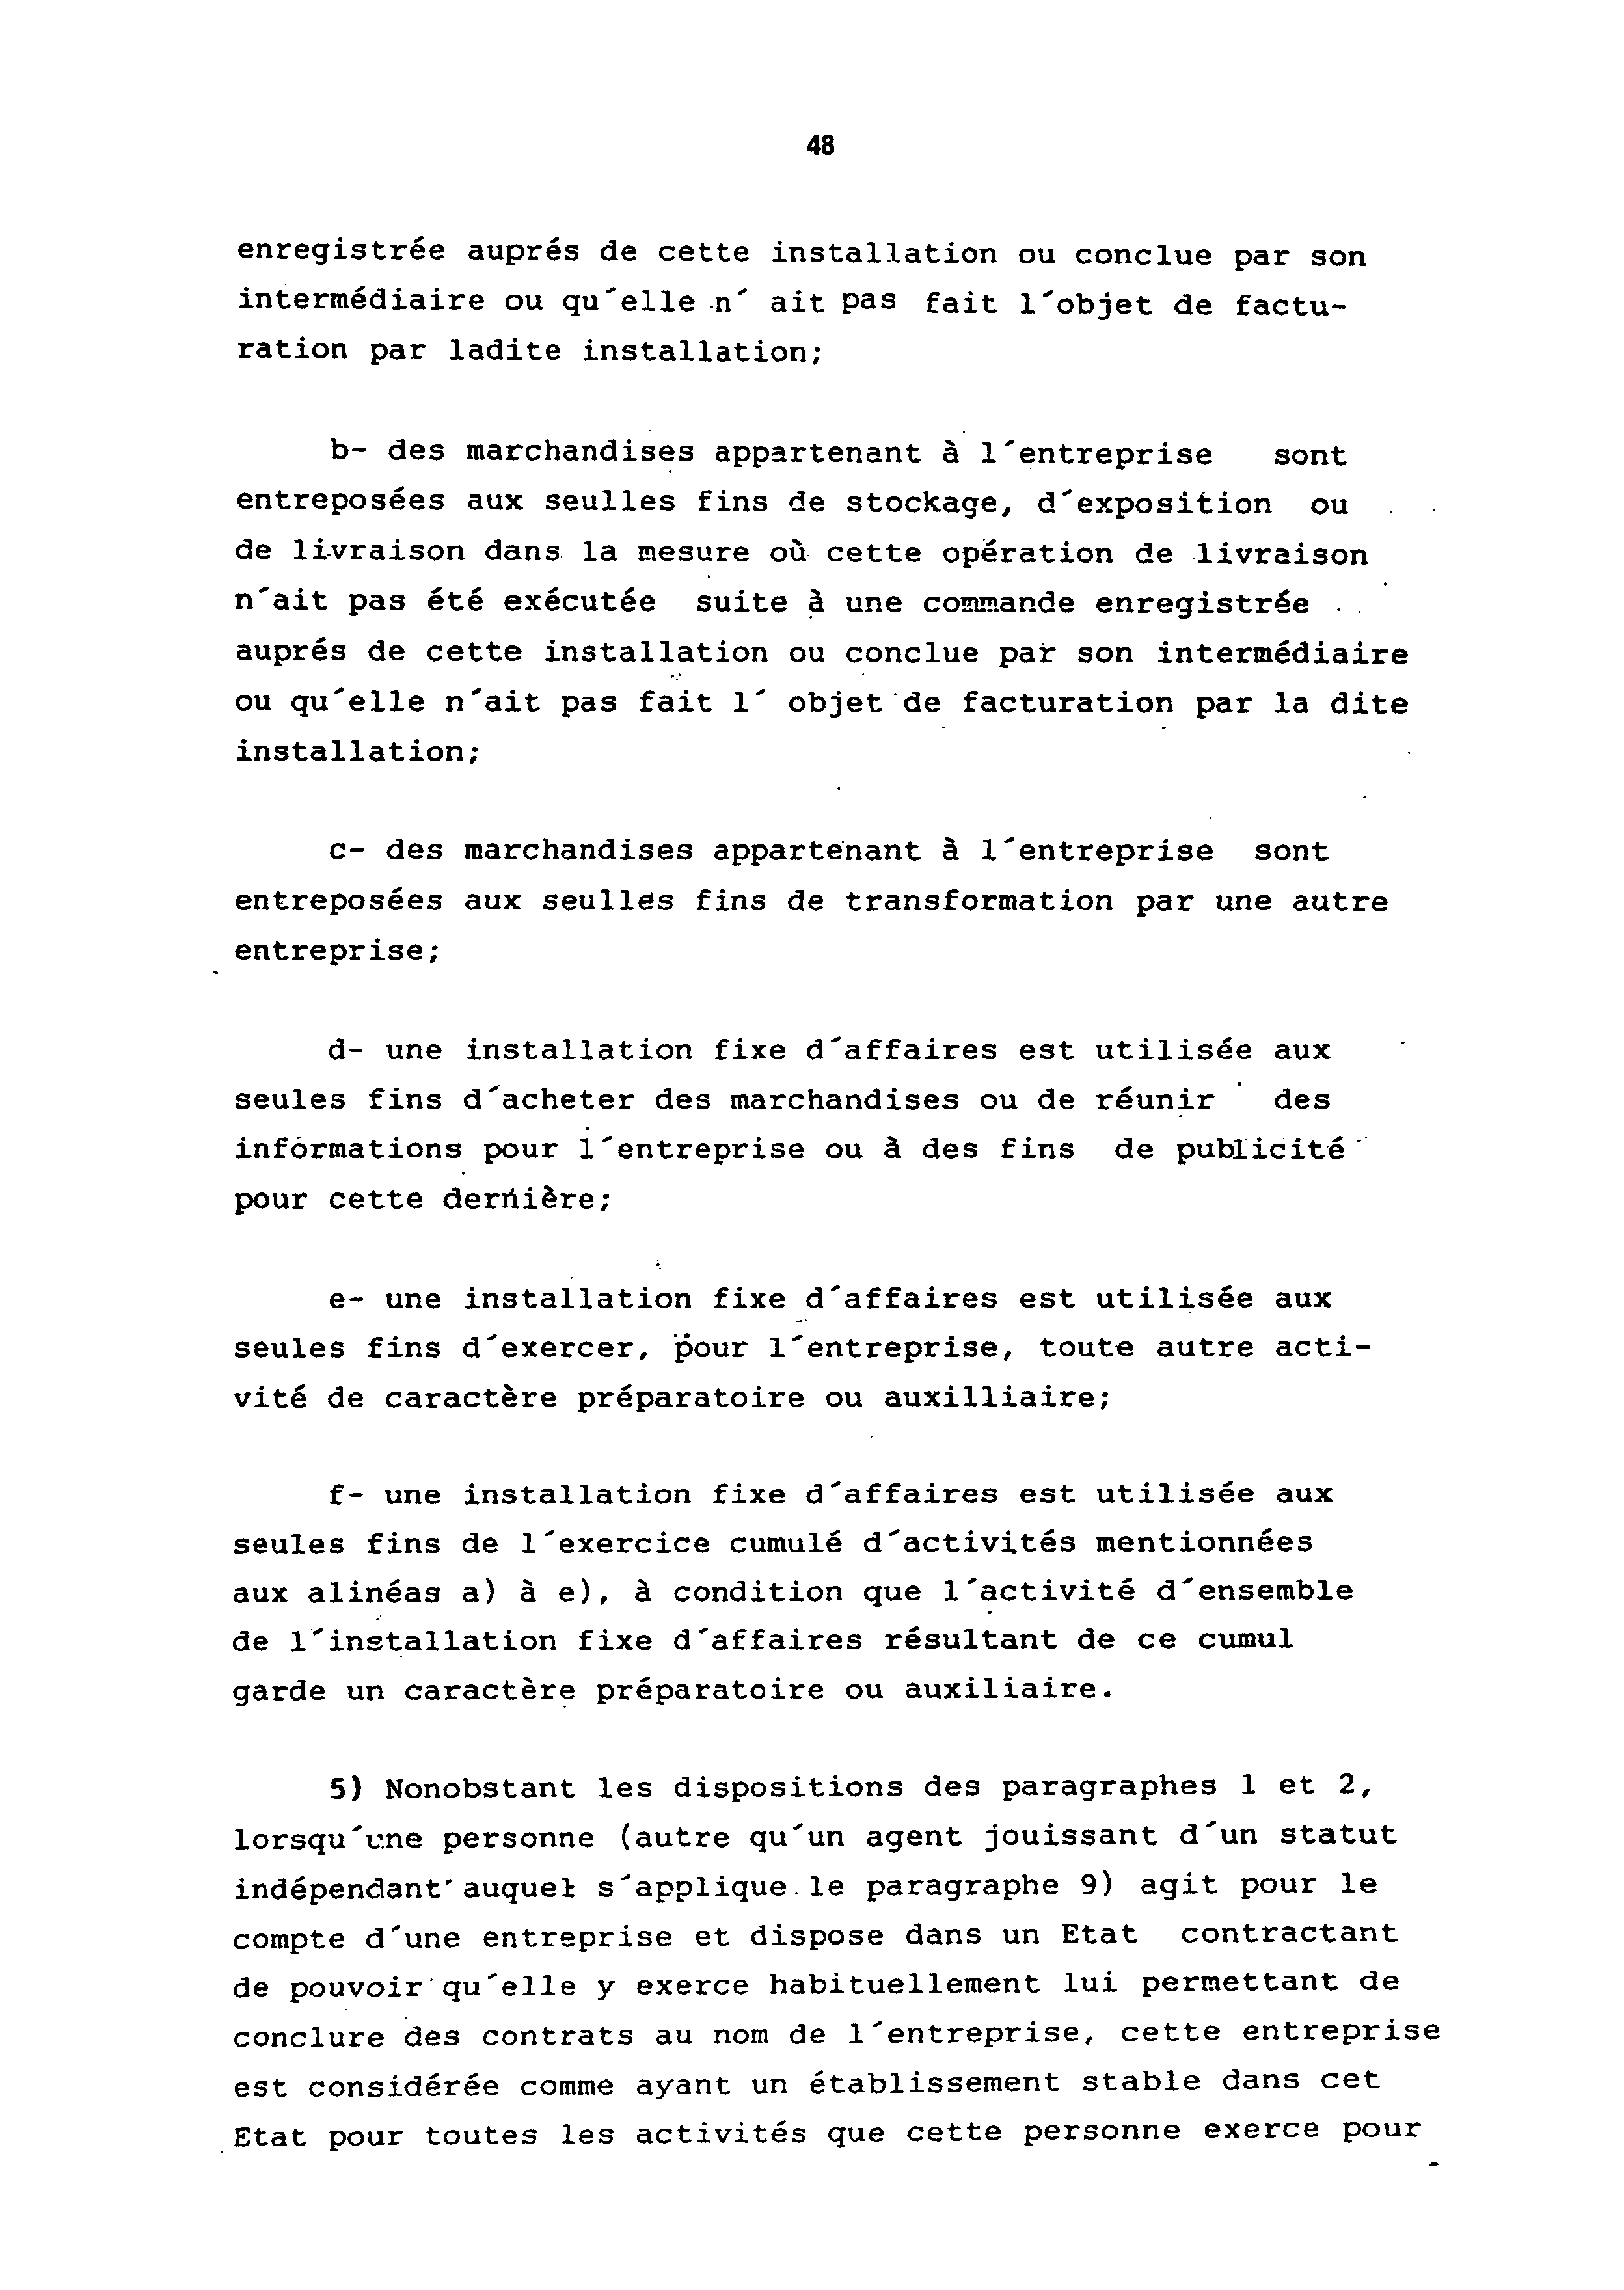 48
enregistrée auprés de cette installation ou conclue par son
intermédiaire ou qu´elle n´ ait pas fait l´objet de factu-
ration par ladite installation;
b- des marchandises appartenant à l´entreprise sont
entreposées aux seulles fins de stockage, d´exposition ou
de livraison dans la mesure où cette opération de livraison
n´ait pas été exécutée suite à une commande enregistrée
auprés de cette installation ou conclue par son intermédiaire
ou qu´elle n´ait pas fait l´ objet de facturation par la dite
installation;
c- des marchandises appartenant à l´entreprise sont
entreposées aux seulles fins de transformation par une autre
entreprise;
d- une installation fixe d´affaires est utilisée aux
seules fins d´acheter des marchandises ou de réunir des
informations pour l´entreprise ou à des fins de publicité
pour cette dernière;
e- une installation fixe d´affaires est utilisée aux
seules fins d´exercer, pour l´entreprise, toute autre acti-
vité de caractère préparatoire ou auxilliaire;
f- une installation fixe d´affaires est utilisée aux
seules fins de l´exercice cumulé d´activités mentionnées
aux alinéas a) à e), à condition que l´activité d´ensemble
de l´installation fixe d´affaires résultant de ce cumul
garde un caractère préparatoire ou auxiliaire.
5) Nonobstant les dispositions des paragraphes 1 et 2,
lorsqu´une personne (autre qu´un agent jouissant d´un statut
indépendant auquel s´applique le paragraphe 9) agit pour le
compte d´une entreprise et dispose dans un Etat contractant
de pouvoir qu´elle y exerce habituellement lui permettant de
conclure des contrats au nom de l´entreprise, cette entreprise
est considérée comme ayant un établissement stable dans cet
Etat pour toutes les activités que cette personne exerce pour